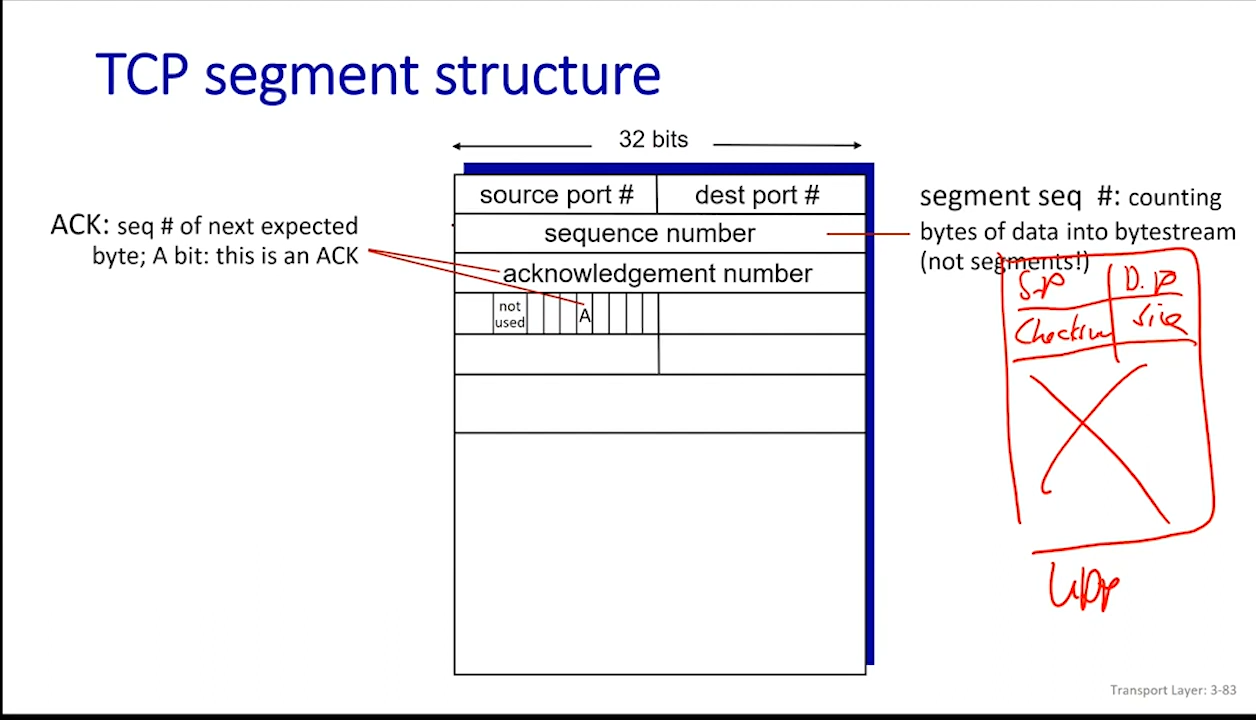 TCP segment structure
32 bits
source port #
dest port #
sequence number
acknowledgement number
not
used
A
ACK: seq # of next expected
byte; A bit: this is an ACK
segment seq #: counting
bytes of data into bytestream
(not segments!)
S.P
D.P
Checksum
size
UDP
Transport Layer: 3-83